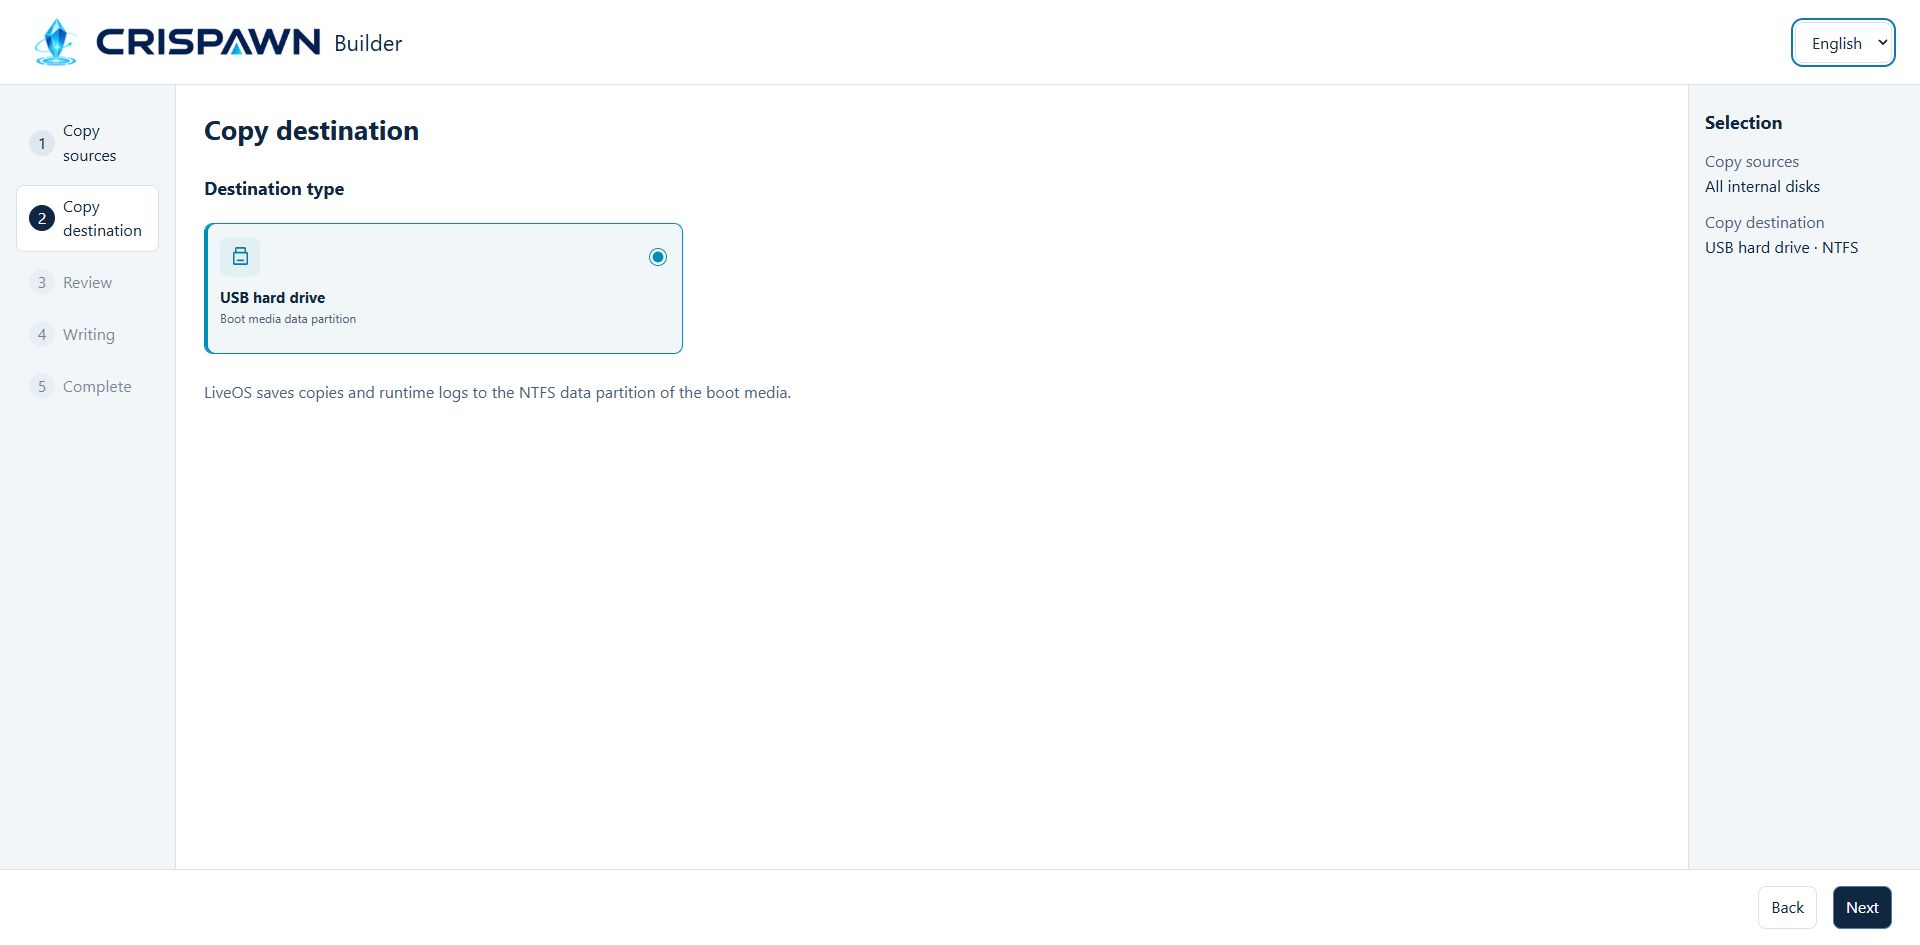 CRISPAWN Builder
English
1 Copy
sources
2 Copy
destination
3 Review
4 Writing
5 Complete
Copy destination
Destination type
USB hard drive
Boot media data partition
LiveOS saves copies and runtime logs to the NTFS data partition of the boot media.
Selection
Copy sources
All internal disks
Copy destination
USB hard drive · NTFS
Back
Next